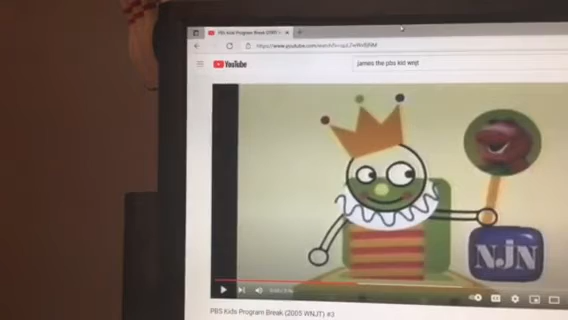 PBS Kids Program Break (2005
YouTube
james the pbs kid wnjt
NJN
PBS Kids Program Break (2005 WNJT) #3